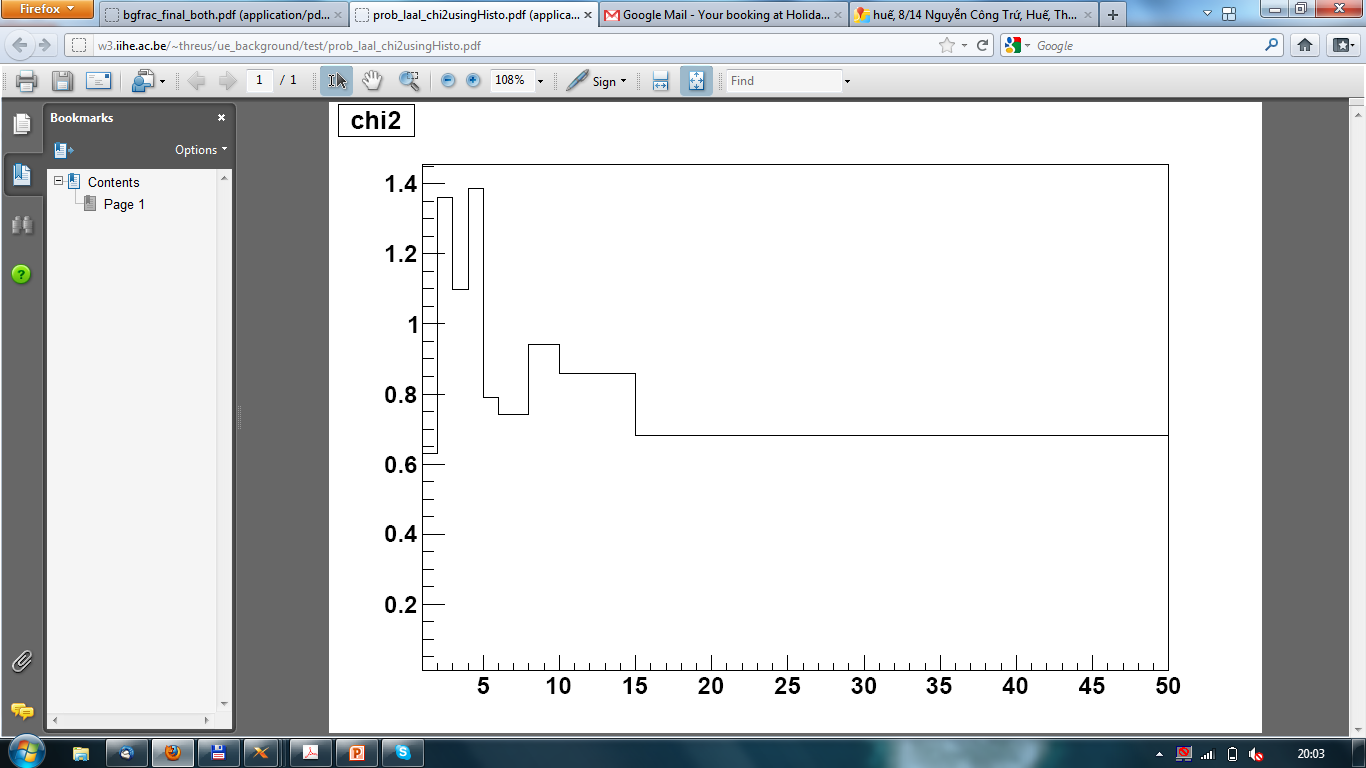 Firefox
bgfrac_final_both.pdf (application/pd...
prob_laal_chi2usingHisto.pdf (applica...
Google Mail - Your booking at Holida...
huế, 8/14 Nguyễn Công Trứ, Huế, Th...
w3.iihe.ac.be/~threus/ue_background/test/prob_laal_chi2usingHisto.pdf
Google
1 / 1
108%
Sign
Find
Bookmarks
Options
Contents
Page 1
chi2
1.4
1.2
1
0.8
0.6
0.4
0.2
5 10 15 20 25 30 35 40 45 50
20:03